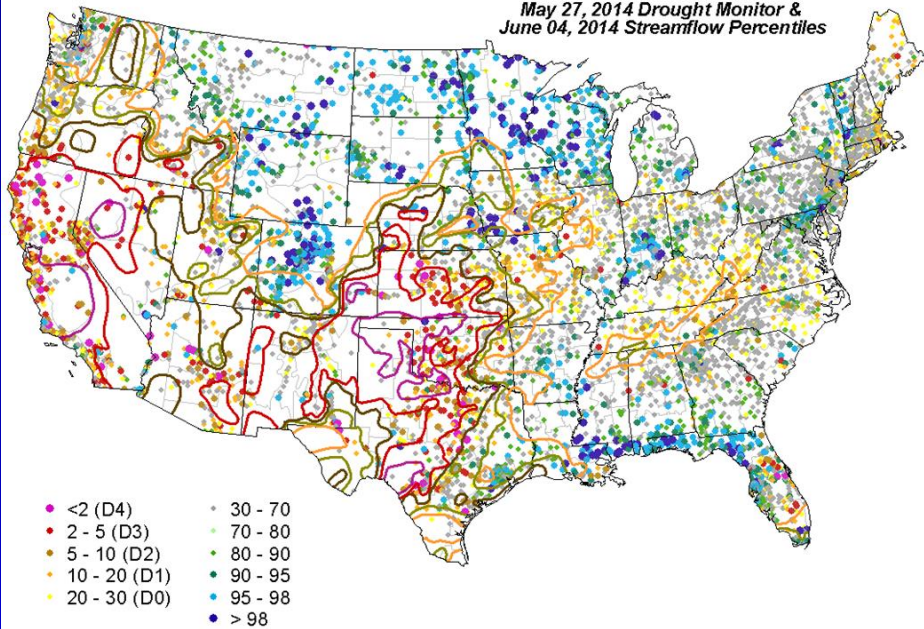 May 27, 2014 Drought Monitor &
June 04, 2014 Streamflow Percentiles
<2 (D4)
2 - 5 (D3)
5 - 10 (D2)
10 - 20 (D1)
20 - 30 (D0)
30 - 70
70 - 80
80 - 90
90 - 95
95 - 98
> 98